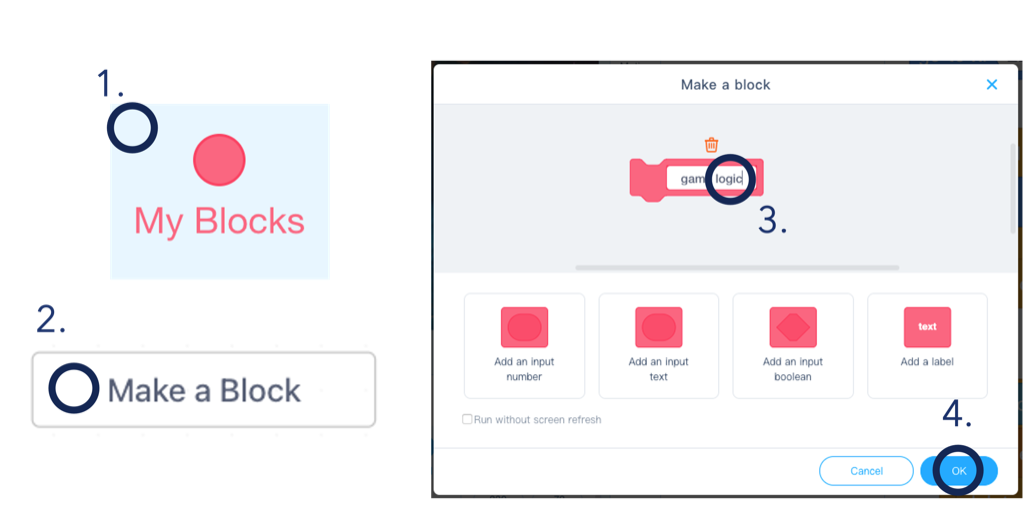 1.
My Blocks
2.
Make a Block
Make a block
logic
3.
Add an input
number
Add an input
text
Add an input
boolean
text
Add a label
Run without screen refresh
4.
Cancel
OK